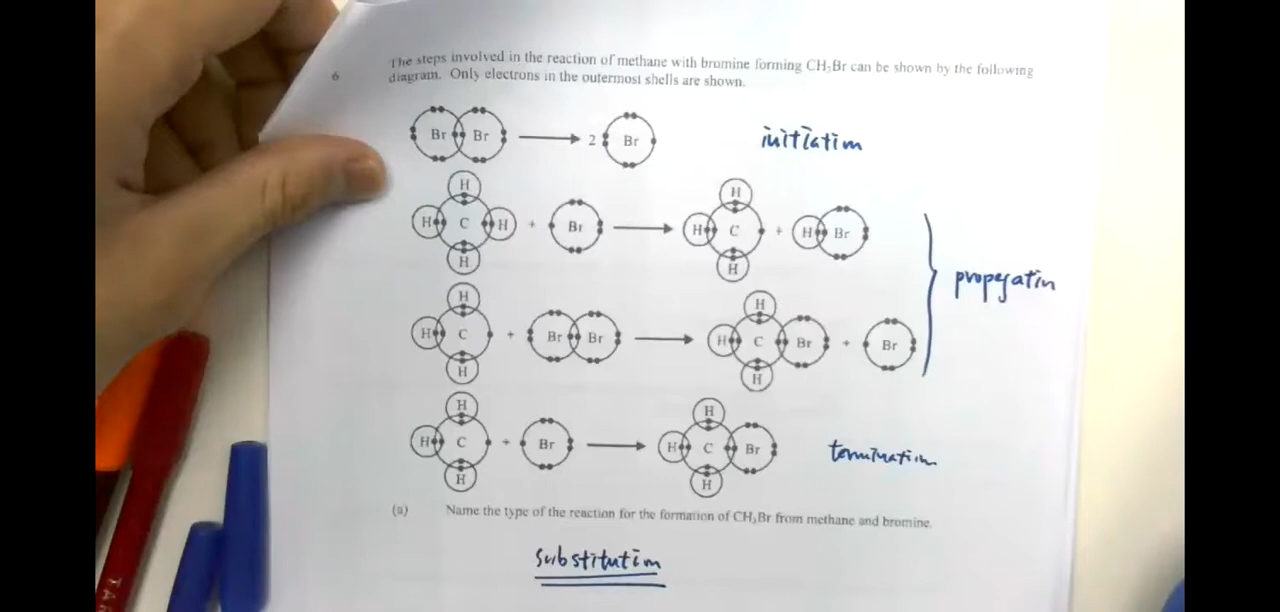 6
The steps involved in the reaction of methane with bromine forming CH₃Br can be shown by the following
diagram. Only electrons in the outermost shells are shown.
Br Br 2 Br initiation
H
H C H + Br H C + H Br
H H
H
propagation
H H
H C + Br Br H C Br + Br
H H
H H
H C + Br H C Br termination
H H
(a) Name the type of the reaction for the formation of CH₃Br from methane and bromine.
substitution
TAR